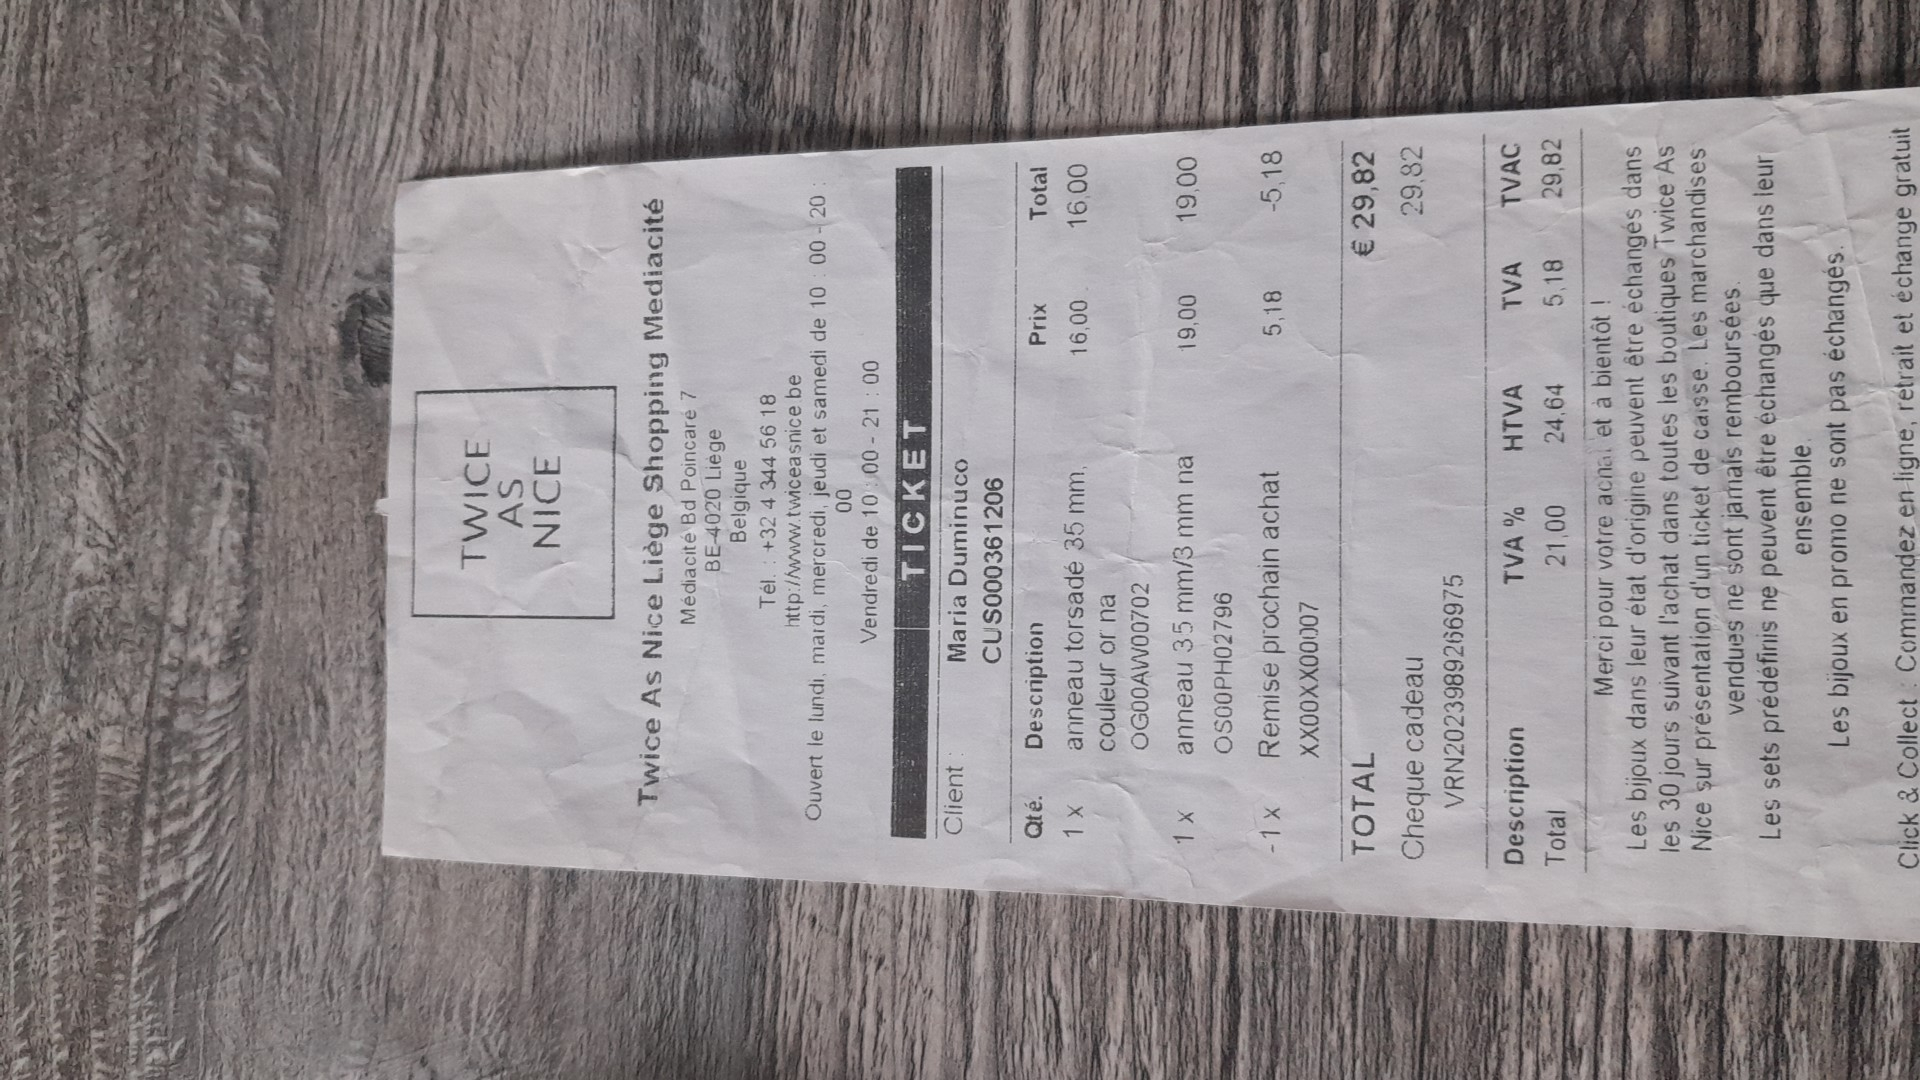 TWICE
AS
NICE
Twice As Nice Liège Shopping Mediacité
Médiacité Bd Poincaré 7
BE-4020 Liège
Belgique
Tél. : +32 4 344 56 18
http://www.twiceasnice.be
Ouvert le lundi, mardi, mercredi, jeudi et samedi de 10 : 00 - 20 :
00
Vendredi de 10 : 00 - 21 : 00
TICKET
Client : Maria Duminuco
CUS000361206
Qté. Description Prix Total
1 x anneau torsadé 35 mm, 16,00 16,00
couleur or na
OG00AW00702
1 x anneau 35 mm/3 mm na 19,00 19,00
OS00PH02796
-1 x Remise prochain achat 5,18 -5,18
XX00XX00007
TOTAL € 29,82
Cheque cadeau 29,82
VRN2023989266975
Description TVA % HTVA TVA TVAC
Total 21,00 24,64 5,18 29,82
Merci pour votre achat et à bientôt !
Les bijoux dans leur état d'origine peuvent être échangés dans
les 30 jours suivant l'achat dans toutes les boutiques Twice As
Nice sur présentation d'un ticket de caisse. Les marchandises
vendues ne sont jamais remboursées.
Les sets prédéfinis ne peuvent être échangés que dans leur
ensemble.
Les bijoux en promo ne sont pas échangés.
Click & Collect : Commandez en ligne, retrait et échange gratuit